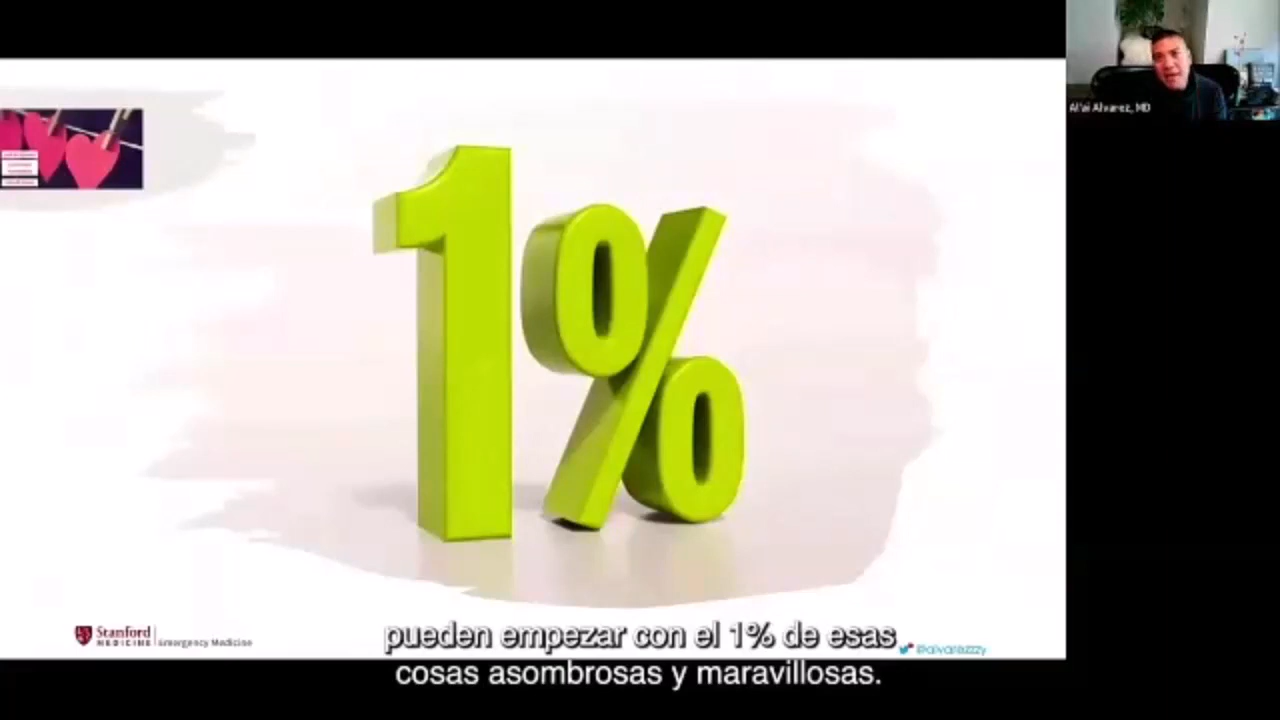 Al'ai Alvarez, MD
1%
Stanford
MEDICINE
Emergency Medicine
@alvarezzzy
pueden empezar con el 1% de esas
cosas asombrosas y maravillosas.